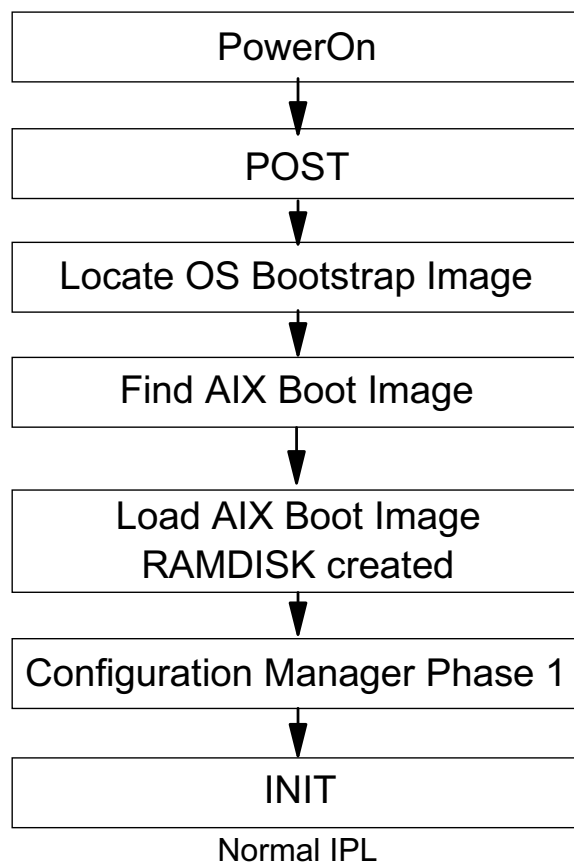 PowerOn
POST
Locate OS Bootstrap Image
Find AIX Boot Image
Load AIX Boot Image
RAMDISK created
Configuration Manager Phase 1
INIT
Normal IPL